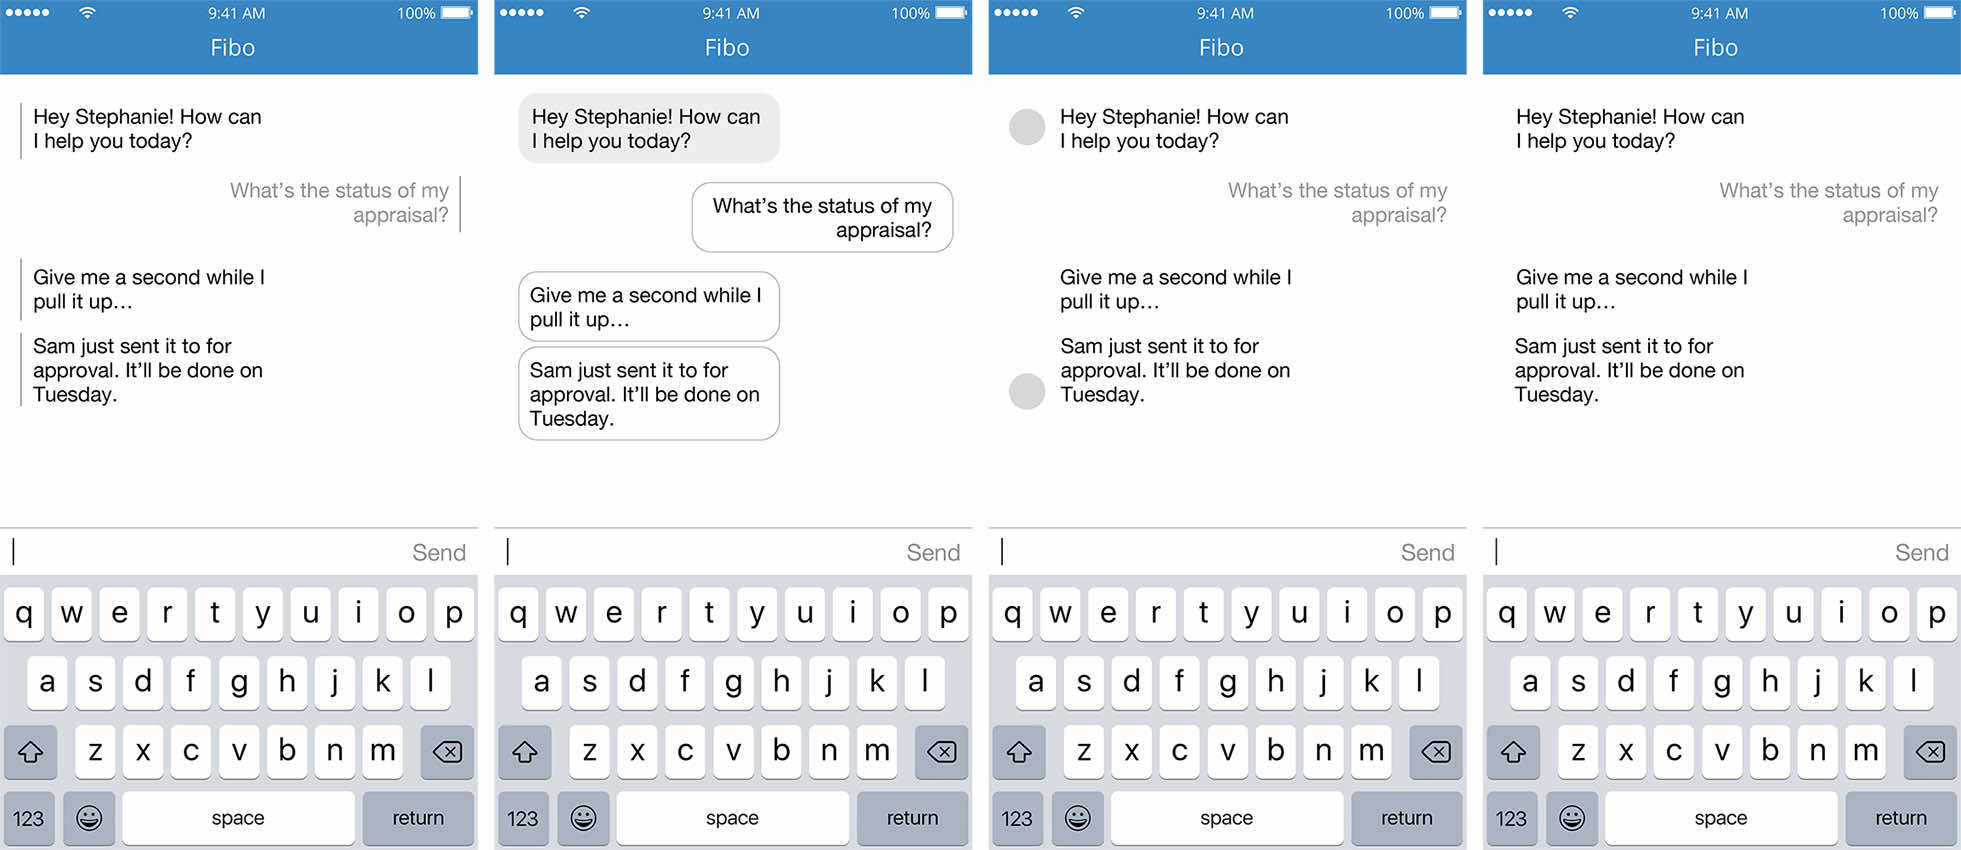 9:41 AM 100%
Fibo
Hey Stephanie! How can
I help you today?
What's the status of my
appraisal?
Give me a second while I
pull it up...
Sam just sent it to for
approval. It'll be done on
Tuesday.
Send
q w e r t y u i o p
a s d f g h j k l
z x c v b n m
123 space return
9:41 AM 100%
Fibo
Hey Stephanie! How can
I help you today?
What's the status of my
appraisal?
Give me a second while I
pull it up...
Sam just sent it to for
approval. It'll be done on
Tuesday.
Send
q w e r t y u i o p
a s d f g h j k l
z x c v b n m
123 space return
9:41 AM 100%
Fibo
Hey Stephanie! How can
I help you today?
What's the status of my
appraisal?
Give me a second while I
pull it up...
Sam just sent it to for
approval. It'll be done on
Tuesday.
Send
q w e r t y u i o p
a s d f g h j k l
z x c v b n m
123 space return
9:41 AM 100%
Fibo
Hey Stephanie! How can
I help you today?
What's the status of my
appraisal?
Give me a second while I
pull it up...
Sam just sent it to for
approval. It'll be done on
Tuesday.
Send
q w e r t y u i o p
a s d f g h j k l
z x c v b n m
123 space return